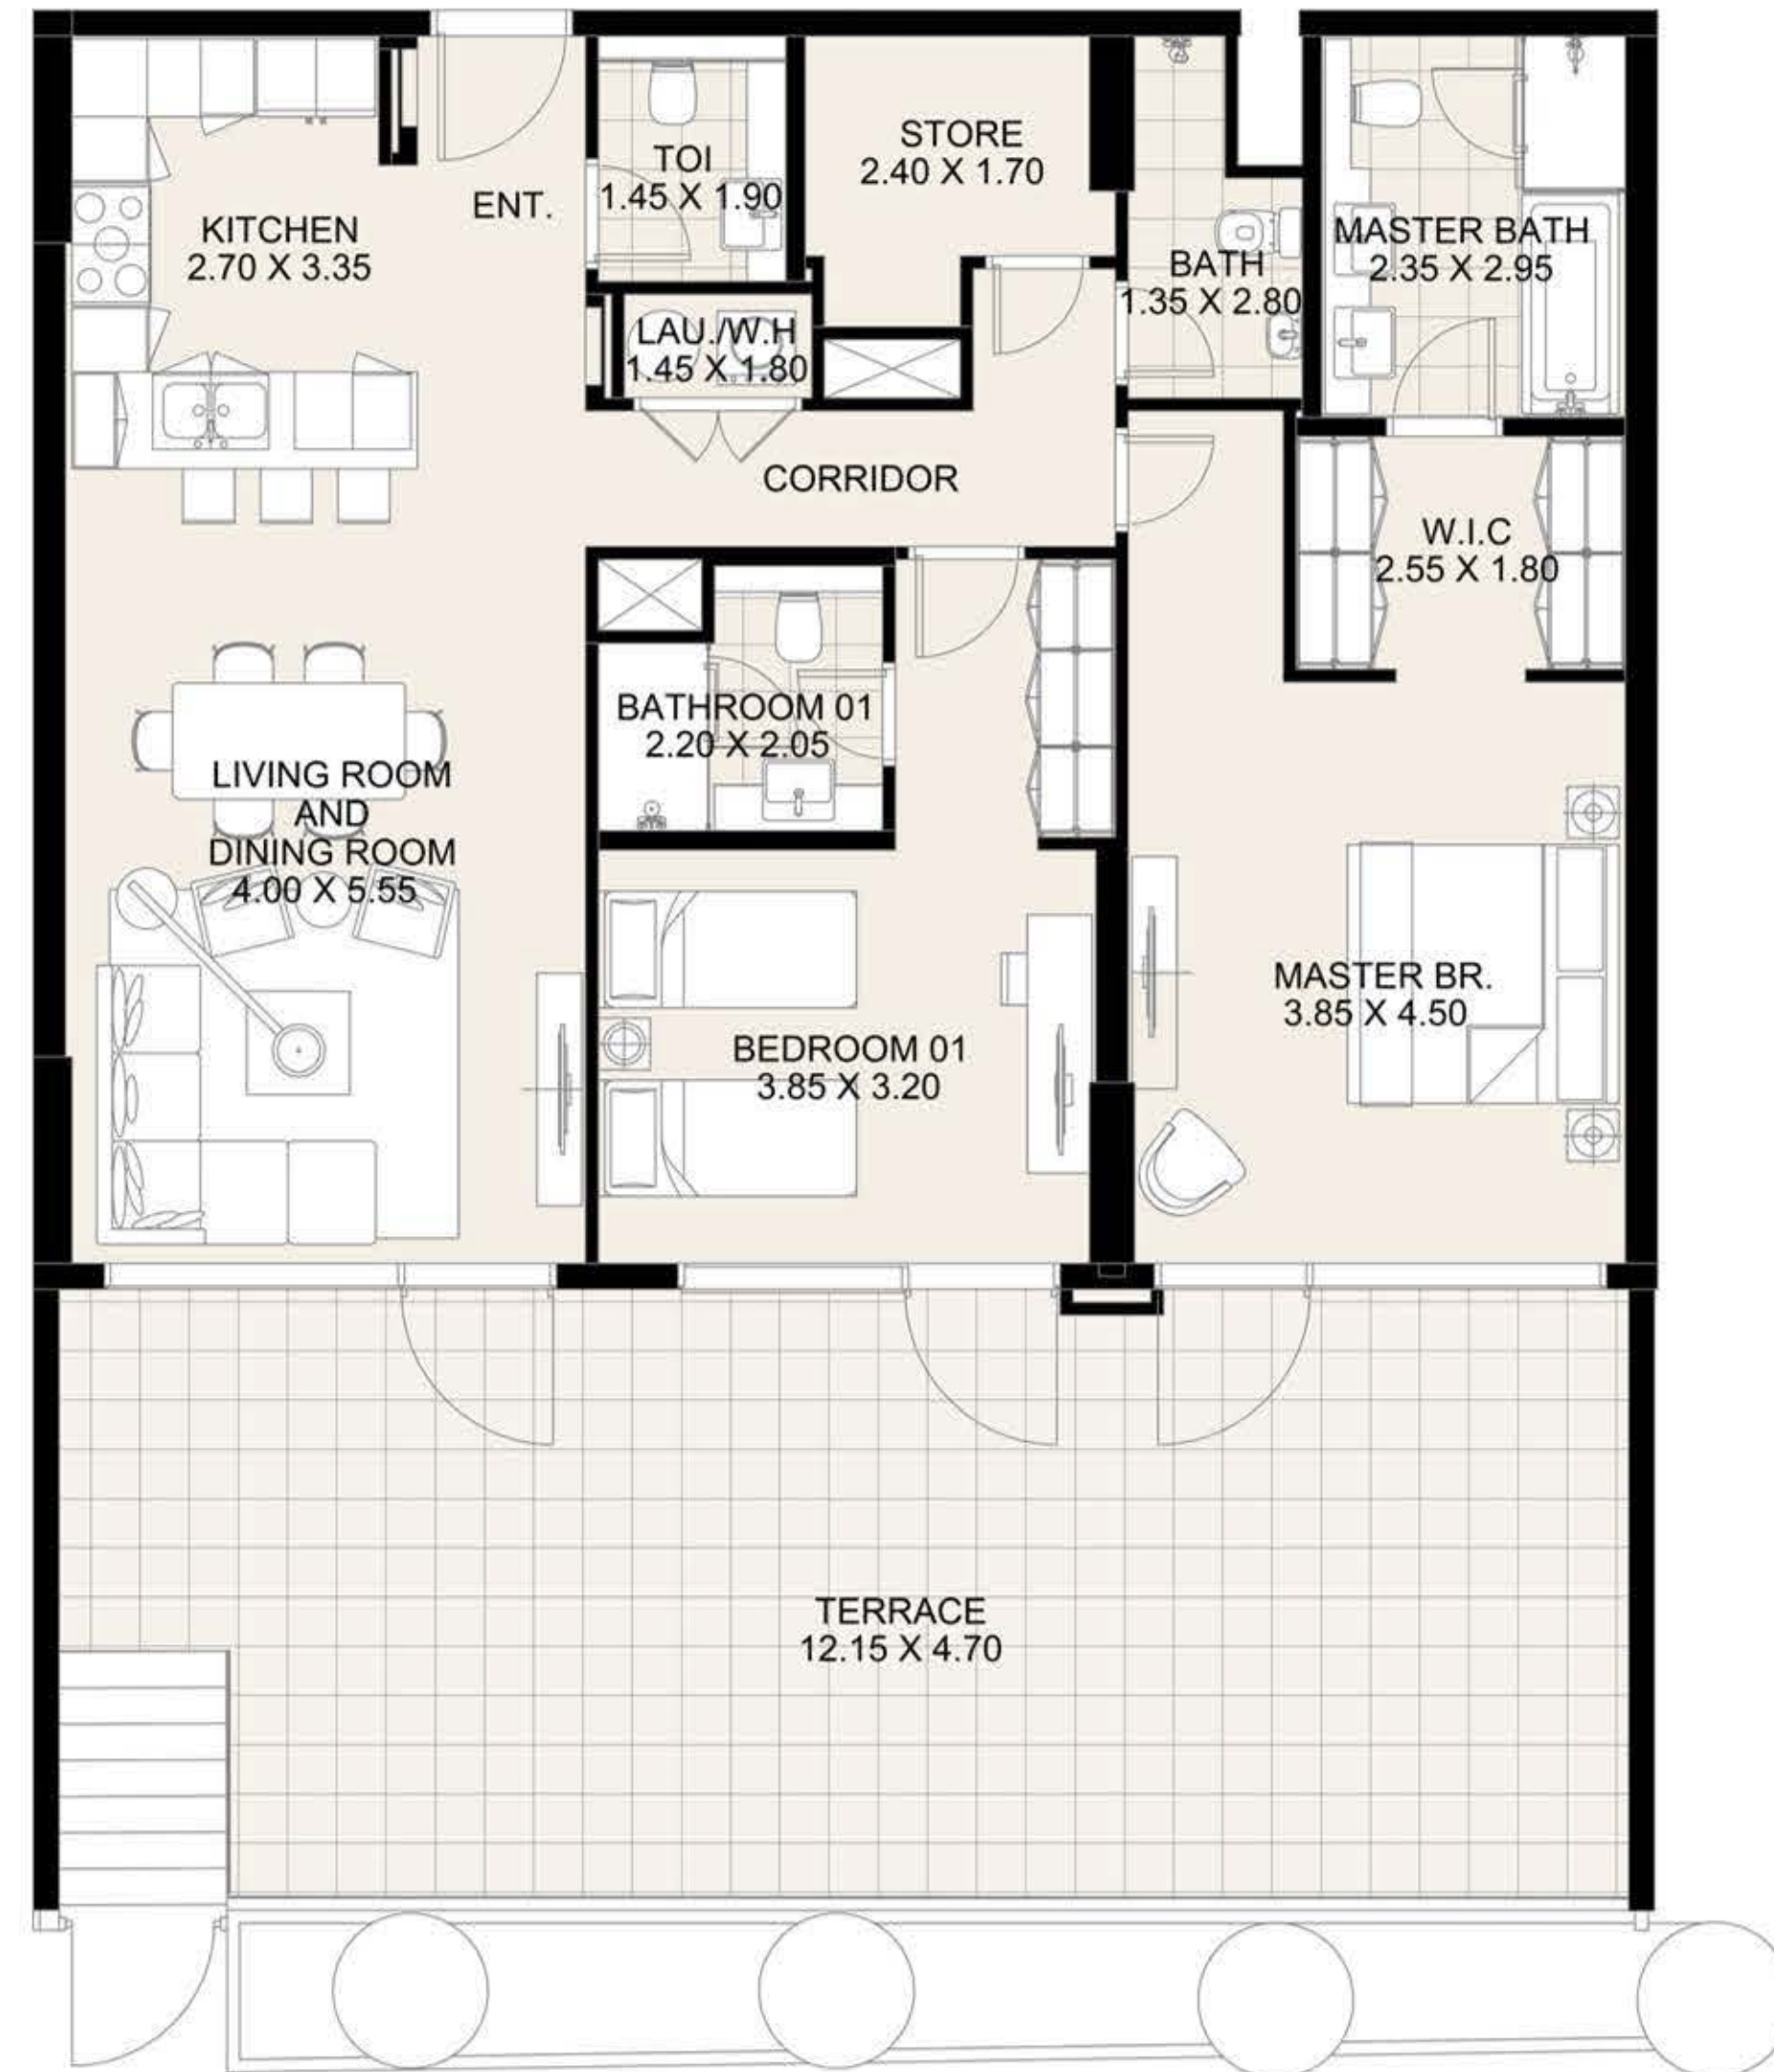 STORE
2.40 X 1.70
TOI
1.45 X 1.90
ENT.
KITCHEN
2.70 X 3.35
MASTER BATH
2.35 X 2.95
BATH
1.35 X 2.80
LAU./W.H
1.45 X 1.80
CORRIDOR
W.I.C
2.55 X 1.80
BATHROOM 01
2.20 X 2.05
LIVING ROOM
AND
DINING ROOM
4.00 X 5.55
MASTER BR.
3.85 X 4.50
BEDROOM 01
3.85 X 3.20
TERRACE
12.15 X 4.70